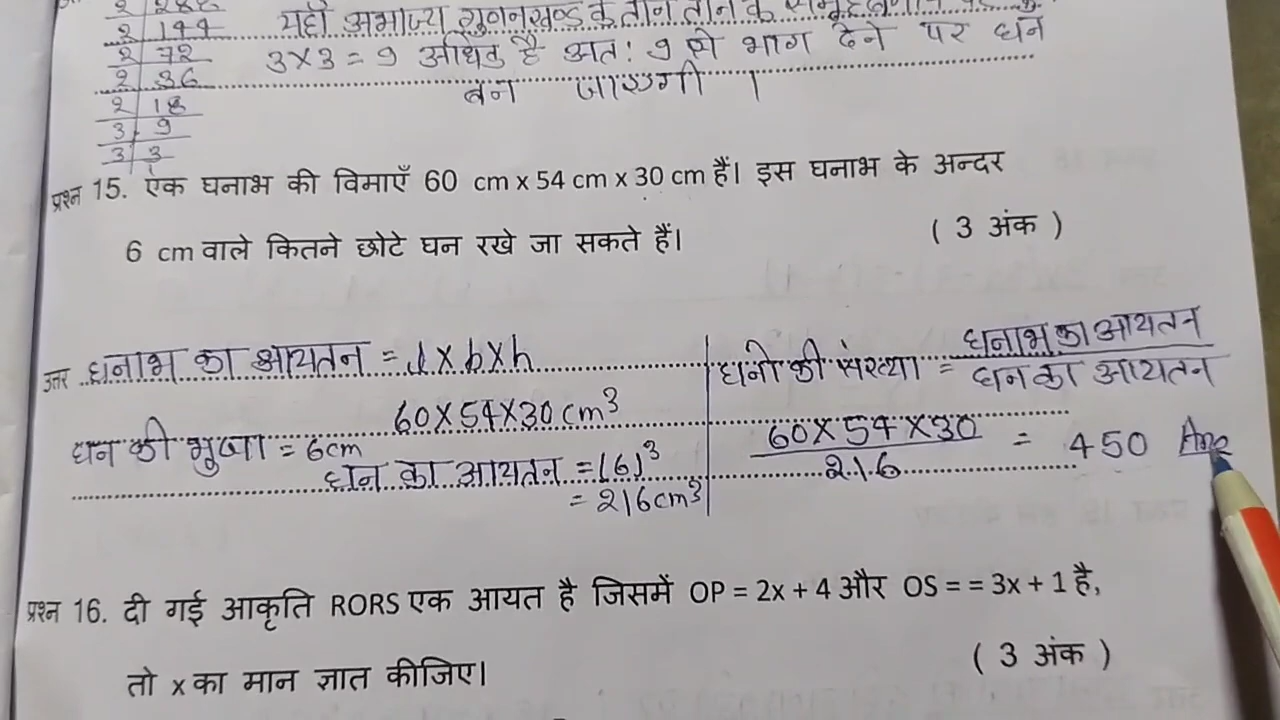 2 | 288
2 | 144
2 | 72
2 | 36
2 | 18
3 | 9
3 | 3
यहाँ अभाज्य गुणनखण्ड के तीन तीन के
3×3 = 9 अधिक है अतः 9 से भाग देने पर घन
बन जाएगी ।
प्रश्न 15. एक घनाभ की विमाएँ 60 cm x 54 cm x 30 cm हैं। इस घनाभ के अन्दर
6 cm वाले कितने छोटे घन रखे जा सकते हैं। ( 3 अंक )
उत्तर घनाभ का आयतन = l×b×h
60×54×30 cm³
घन की भुजा = 6cm
घन का आयतन = (6)³
= 216cm³
घनो की संख्या = घनाभ का आयतन / घन का आयतन
60×54×30 / 216 = 450 Ans
प्रश्न 16. दी गई आकृति RORS एक आयत है जिसमें OP = 2x + 4 और OS = = 3x + 1 है,
तो x का मान ज्ञात कीजिए। ( 3 अंक )